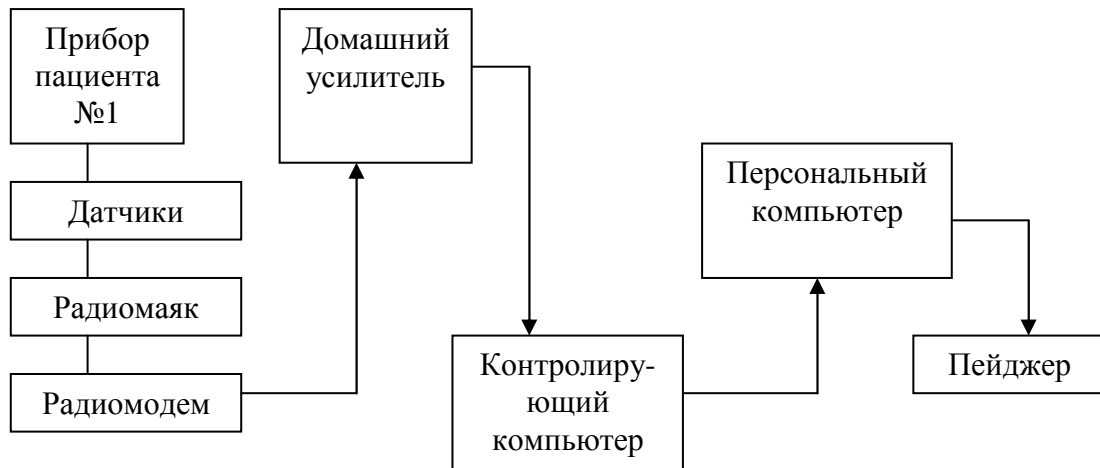 Прибор
пациента
№1
Датчики
Радиомаяк
Радиомодем
Домашний
усилитель
Контролиру-
ющий
компьютер
Персональный
компьютер
Пейджер